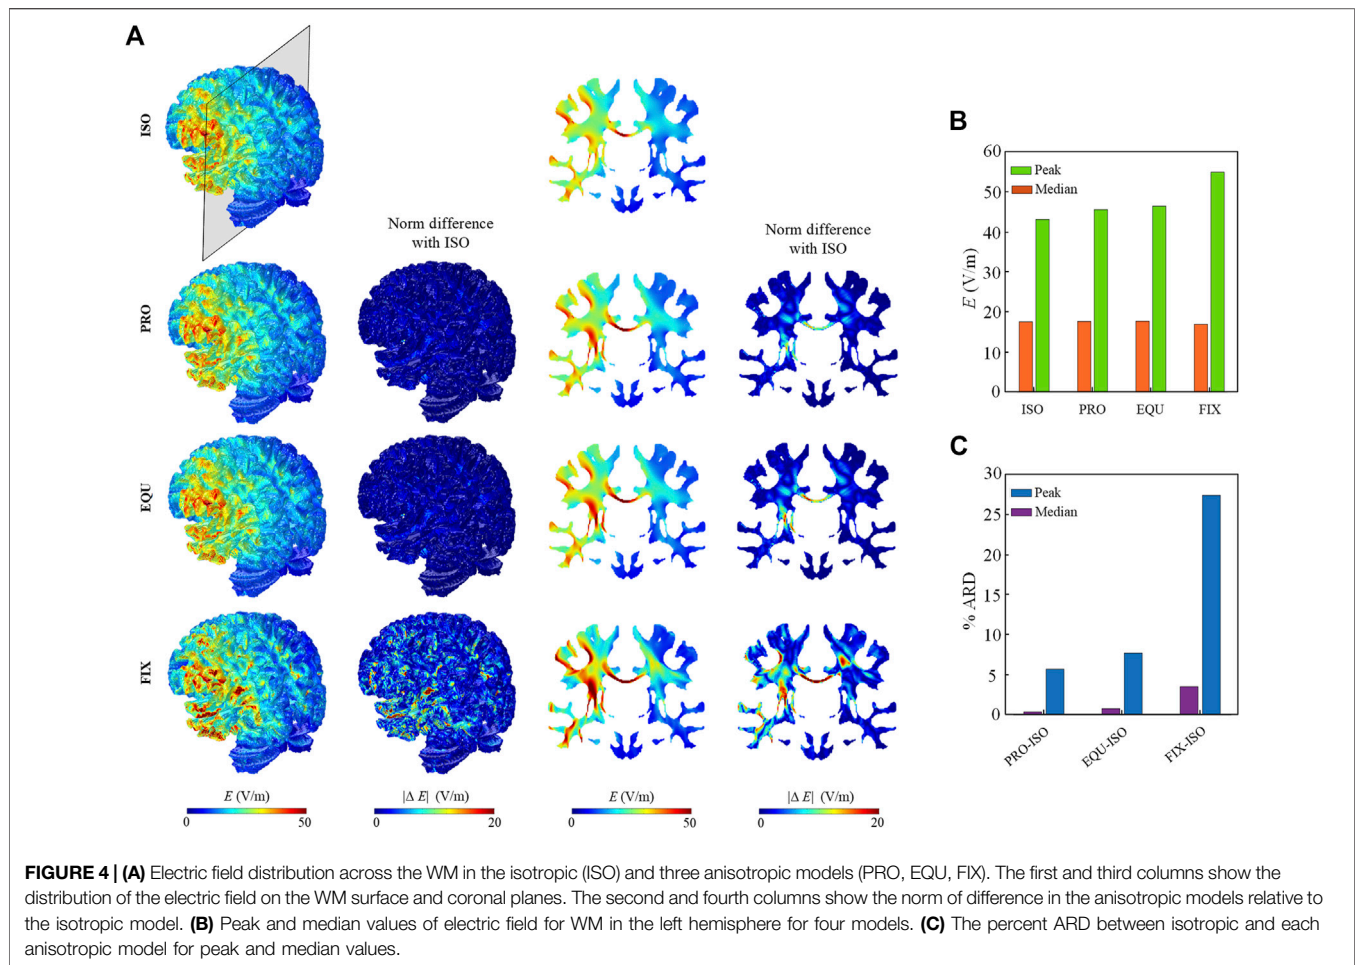 A
ISO
Norm difference
with ISO
Norm difference
with ISO
PRO
EQU
FIX
E (V/m)
0 50
|Δ E| (V/m)
0 20
E (V/m)
0 50
|Δ E| (V/m)
0 20
B
60
50
40
30
20
10
0
E (V/m)
Peak
Median
ISO PRO EQU FIX
C
30
25
20
15
10
5
0
% ARD
Peak
Median
PRO-ISO EQU-ISO FIX-ISO
FIGURE 4 | (A) Electric field distribution across the WM in the isotropic (ISO) and three anisotropic models (PRO, EQU, FIX). The first and third columns show the
distribution of the electric field on the WM surface and coronal planes. The second and fourth columns show the norm of difference in the anisotropic models relative to
the isotropic model. (B) Peak and median values of electric field for WM in the left hemisphere for four models. (C) The percent ARD between isotropic and each
anisotropic model for peak and median values.